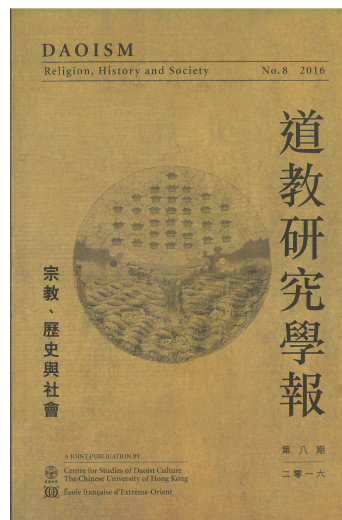 DAOISM
Religion, History and Society No. 8 2016
道教研究學報
宗教、歷史與社會
第八期
二零一六
A JOINT PUBLICATION BY
Centre for Studies of Daoist Culture
The Chinese University of Hong Kong
École française d'Extrême-Orient